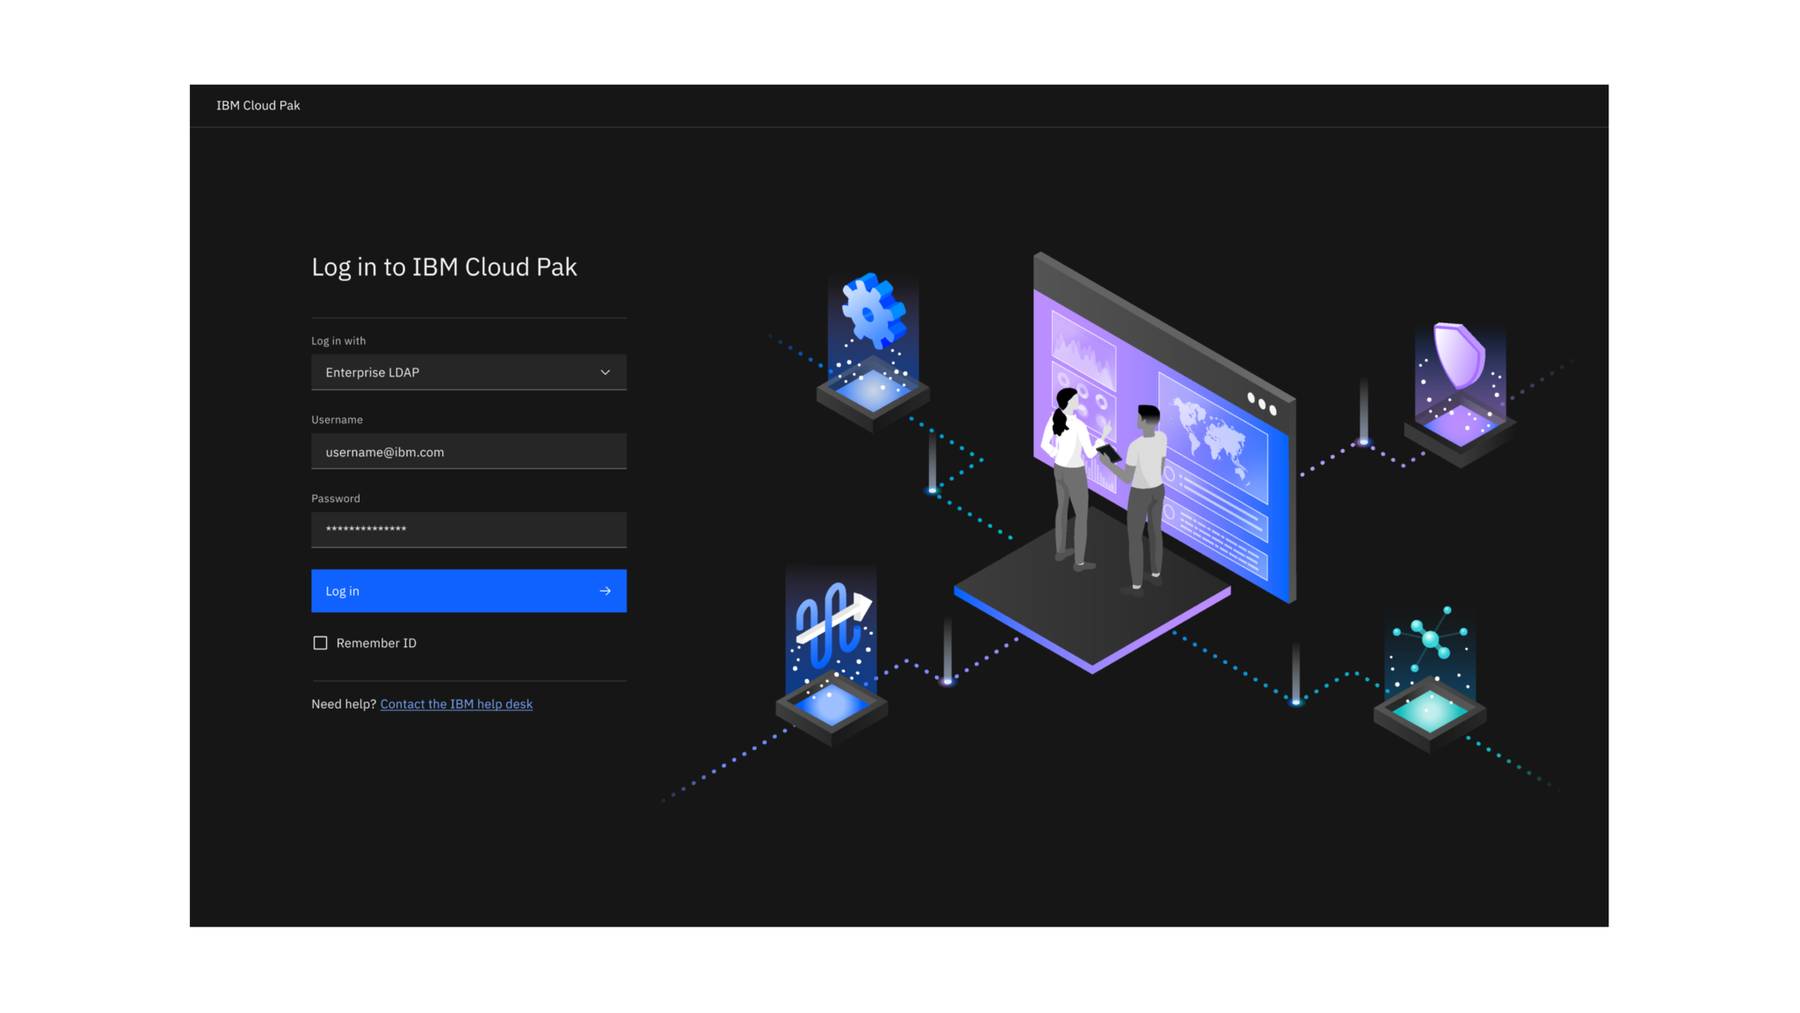 IBM Cloud Pak
Log in to IBM Cloud Pak
Log in with
Enterprise LDAP
Username
username@ibm.com
Password
**************
Log in
Remember ID
Need help? Contact the IBM help desk